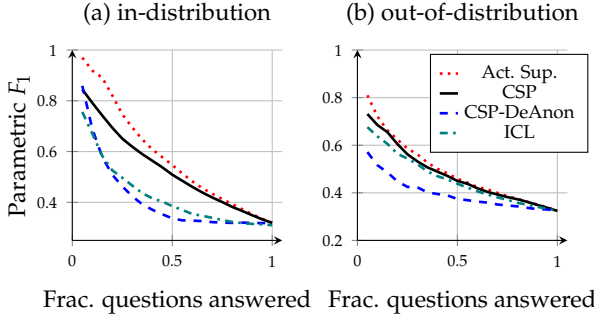 (a) in-distribution
(b) out-of-distribution
Parametric F₁
1
0.8
0.6
0.4
0
0.5
1
Frac. questions answered
1
0.8
0.6
0.4
0.2
0
0.5
1
Frac. questions answered
Act. Sup.
CSP
CSP-DeAnon
ICL